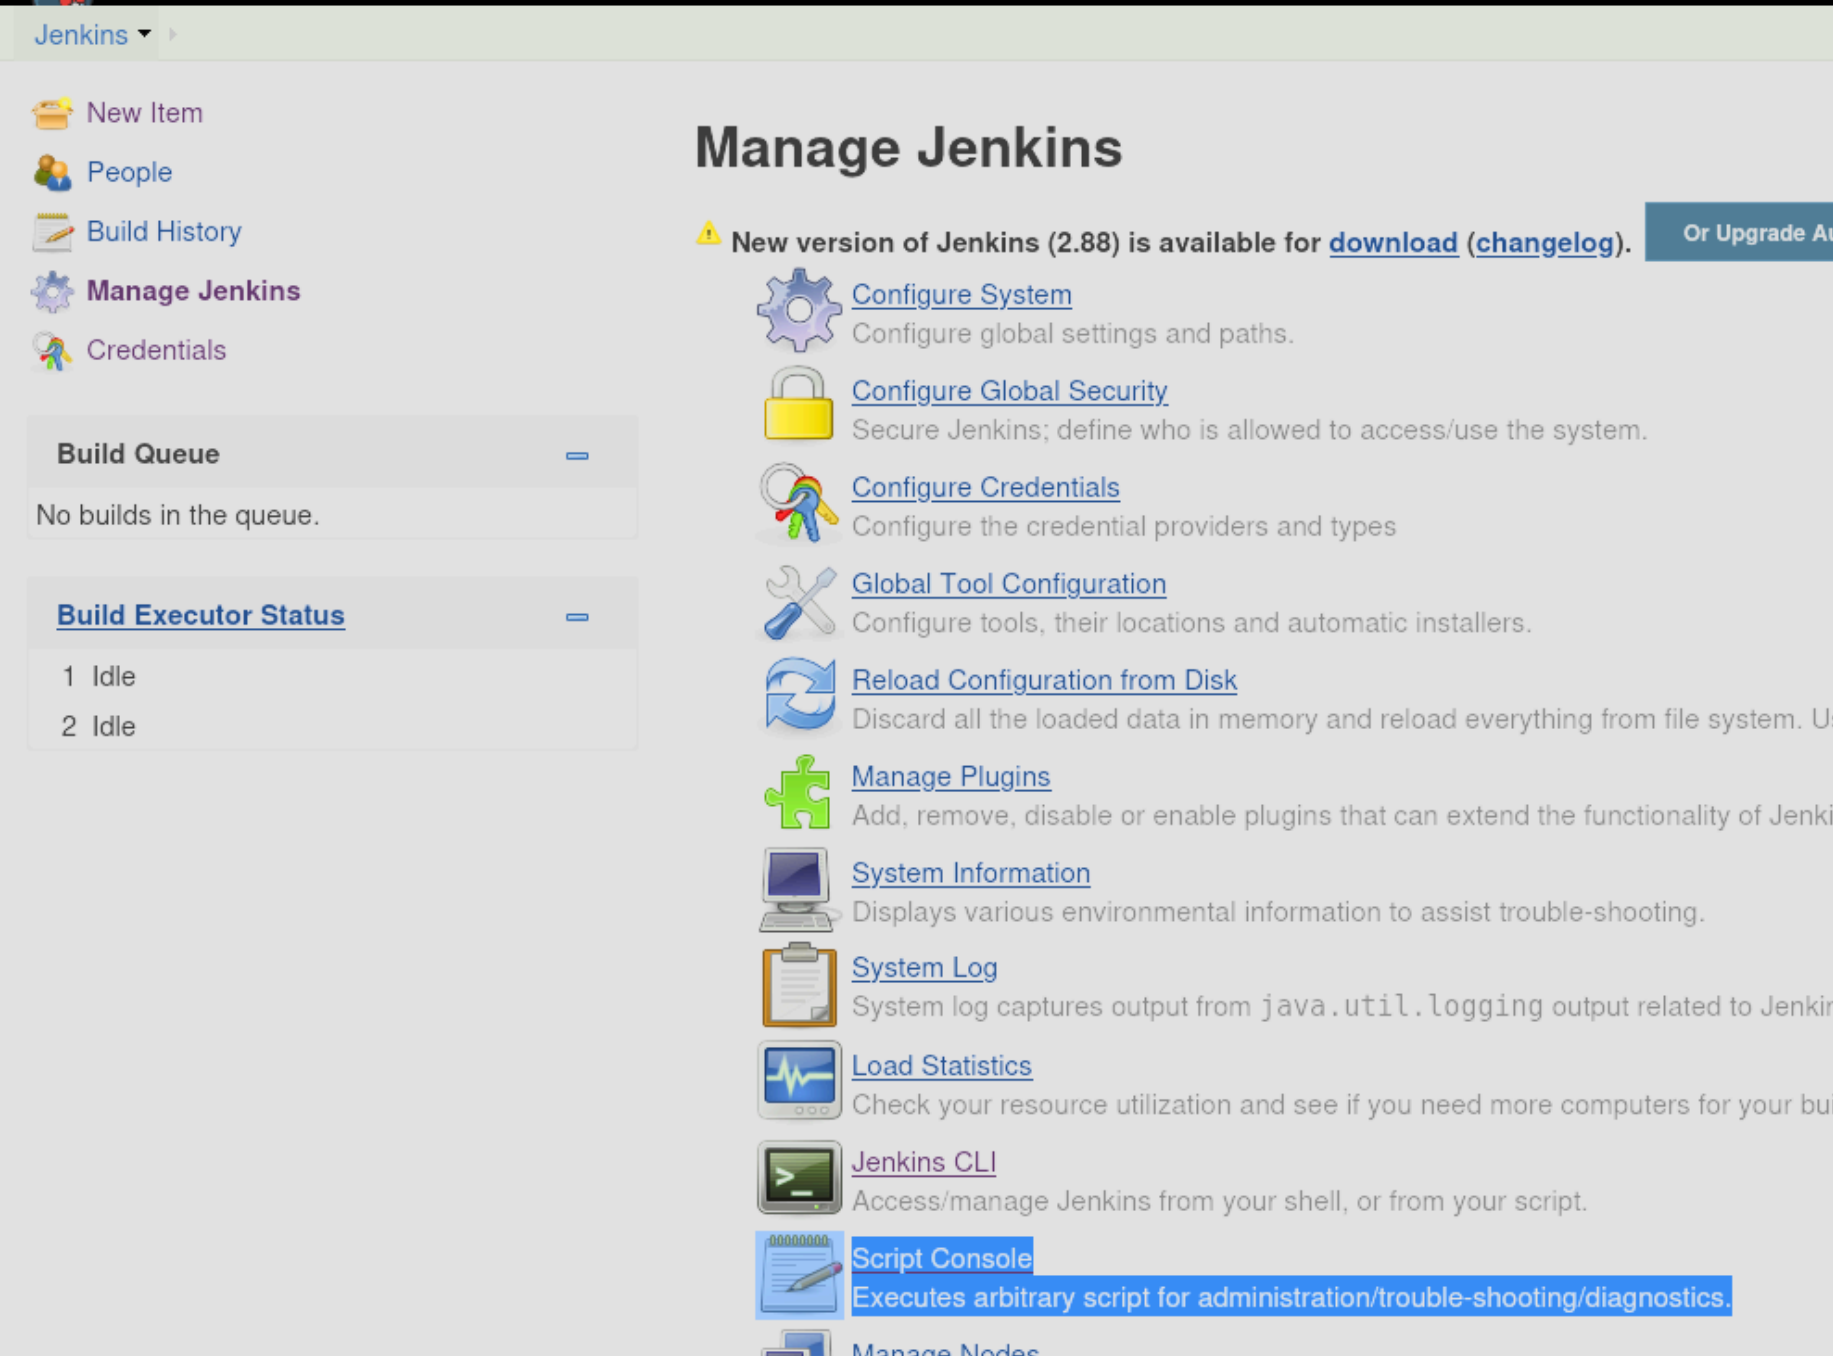 Jenkins
New Item
People
Build History
Manage Jenkins
Credentials
Build Queue
No builds in the queue.
Build Executor Status
1 Idle
2 Idle
Manage Jenkins
New version of Jenkins (2.88) is available for download (changelog).
Or Upgrade
Configure System
Configure global settings and paths.
Configure Global Security
Secure Jenkins; define who is allowed to access/use the system.
Configure Credentials
Configure the credential providers and types
Global Tool Configuration
Configure tools, their locations and automatic installers.
Reload Configuration from Disk
Discard all the loaded data in memory and reload everything from file system.
Manage Plugins
Add, remove, disable or enable plugins that can extend the functionality of
System Information
Displays various environmental information to assist trouble-shooting.
System Log
System log captures output from java.util.logging output related to
Load Statistics
Check your resource utilization and see if you need more computers for your
Jenkins CLI
Access/manage Jenkins from your shell, or from your script.
Script Console
Executes arbitrary script for administration/trouble-shooting/diagnostics.
Manage Nodes